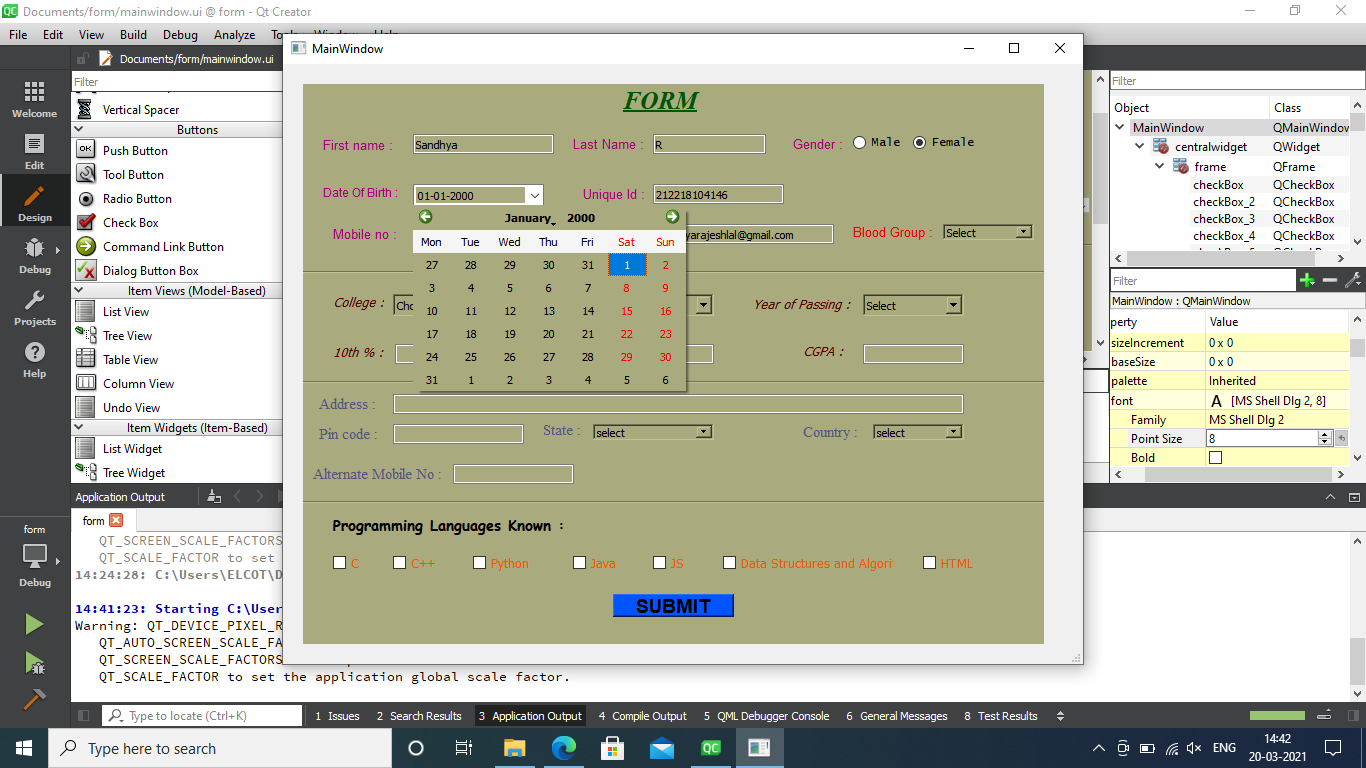 Documents/form/mainwindow.ui @ form - Qt Creator
File Edit View Build Debug Analyze
MainWindow
Documents/form/mainwindow.ui
Welcome
Edit
Design
Debug
Projects
Help
form
Debug
Filter
Vertical Spacer
Buttons
Push Button
Tool Button
Radio Button
Check Box
Command Link Button
Dialog Button Box
Item Views (Model-Based)
List View
Tree View
Table View
Column View
Undo View
Item Widgets (Item-Based)
List Widget
Tree Widget
FORM
First name : Sandhya Last Name : R Gender : Male Female
Date Of Birth : 01-01-2000 Unique Id : 212218104146
Mobile no : yarajeshlal@gmail.com Blood Group : Select
January 2000
Mon Tue Wed Thu Fri Sat Sun
27 28 29 30 31 1 2
3 4 5 6 7 8 9
10 11 12 13 14 15 16
17 18 19 20 21 22 23
24 25 26 27 28 29 30
31 1 2 3 4 5 6
College : Year of Passing : Select
10th % : CGPA :
Address :
Pin code : State : select Country : select
Alternate Mobile No :
Programming Languages Known :
C C++ Python Java JS Data Structures and Algori HTML
SUBMIT
Filter
Object Class
MainWindow QMainWindow
centralwidget QWidget
frame QFrame
checkBox QCheckBox
checkBox_2 QCheckBox
checkBox_3 QCheckBox
checkBox_4 QCheckBox
Filter
MainWindow : QMainWindow
perty Value
sizeIncrement 0 x 0
baseSize 0 x 0
palette Inherited
font A [MS Shell Dlg 2, 8]
Family MS Shell Dlg 2
Point Size 8
Bold
Application Output
form
QT_SCREEN_SCALE_FACTORS
QT_SCALE_FACTOR to set
14:24:28: C:\Users\ELCOT\D
14:41:23: Starting C:\User
Warning: QT_DEVICE_PIXEL_R
QT_AUTO_SCREEN_SCALE_FA
QT_SCREEN_SCALE_FACTORS
QT_SCALE_FACTOR to set the application global scale factor.
Type to locate (Ctrl+K) 1 Issues 2 Search Results 3 Application Output 4 Compile Output 5 QML Debugger Console 6 General Messages 8 Test Results
Type here to search
ENG
14:42
20-03-2021